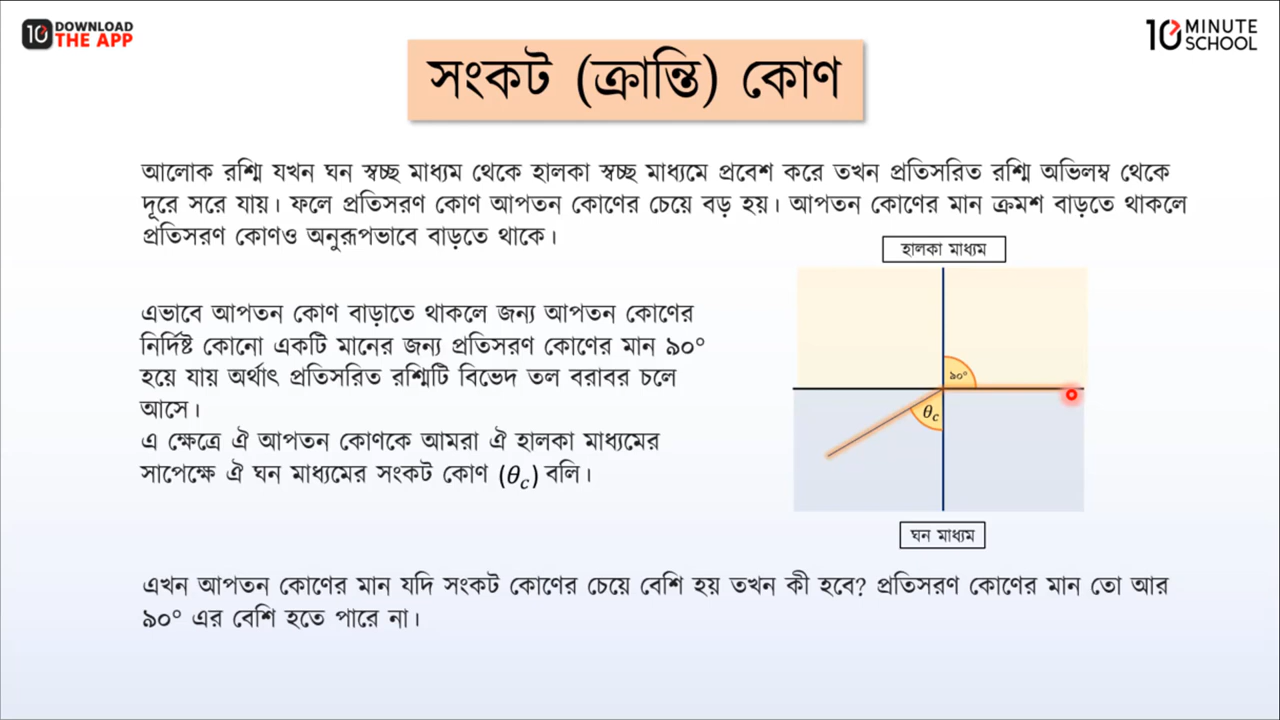 10 DOWNLOAD
THE APP
10 MINUTE
SCHOOL
সংকট (ক্রান্তি) কোণ
আলোক রশ্মি যখন ঘন স্বচ্ছ মাধ্যম থেকে হালকা স্বচ্ছ মাধ্যমে প্রবেশ করে তখন প্রতিসরিত রশ্মি অভিলম্ব থেকে
দূরে সরে যায়। ফলে প্রতিসরণ কোণ আপতন কোণের চেয়ে বড় হয়। আপতন কোণের মান ক্রমশ বাড়তে থাকলে
প্রতিসরণ কোণও অনুরূপভাবে বাড়তে থাকে।
হালকা মাধ্যম
এভাবে আপতন কোণ বাড়াতে থাকলে জন্য আপতন কোণের
নির্দিষ্ট কোনো একটি মানের জন্য প্রতিসরণ কোণের মান ৯০°
হয়ে যায় অর্থাৎ প্রতিসরিত রশ্মিটি বিভেদ তল বরাবর চলে
আসে।
এ ক্ষেত্রে ঐ আপতন কোণকে আমরা ঐ হালকা মাধ্যমের
সাপেক্ষে ঐ ঘন মাধ্যমের সংকট কোণ (θc) বলি।
৯০°
θc
ঘন মাধ্যম
এখন আপতন কোণের মান যদি সংকট কোণের চেয়ে বেশি হয় তখন কী হবে? প্রতিসরণ কোণের মান তো আর
৯০° এর বেশি হতে পারে না।